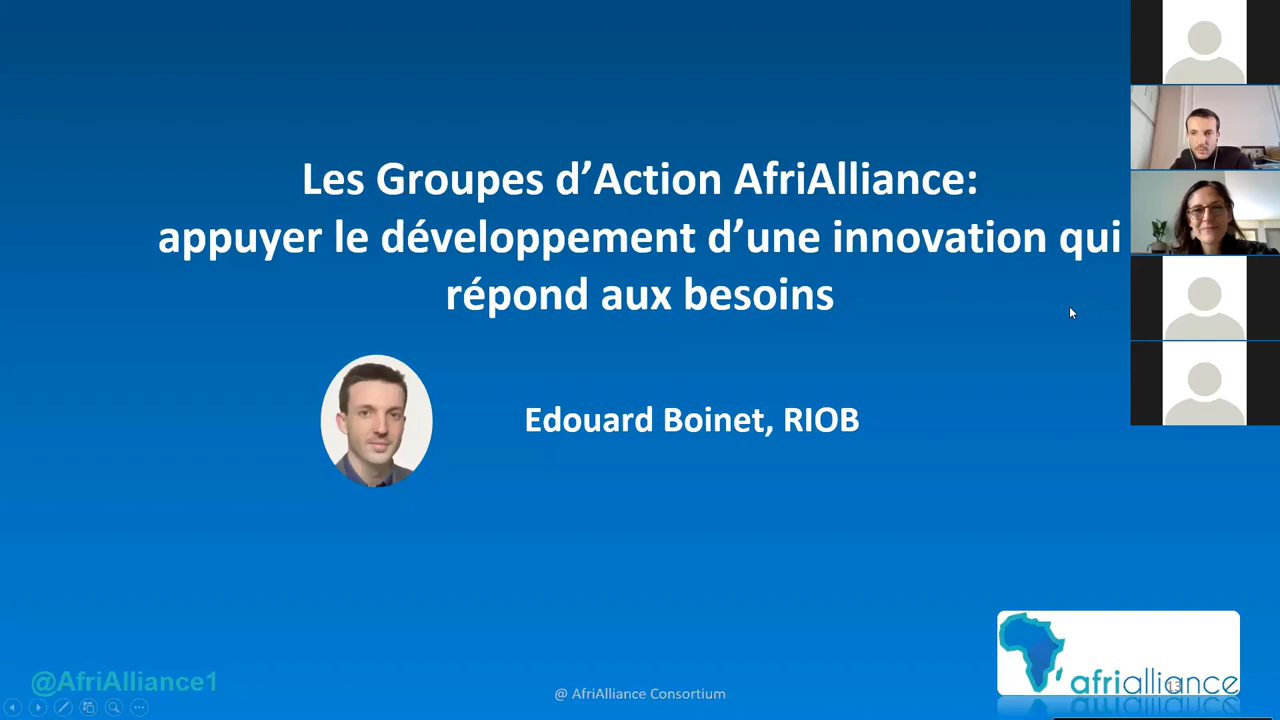 Les Groupes d’Action AfriAlliance:
appuyer le développement d’une innovation qui
répond aux besoins
Edouard Boinet, RIOB
@AfriAlliance1
@ AfriAlliance Consortium
afrialliance
13